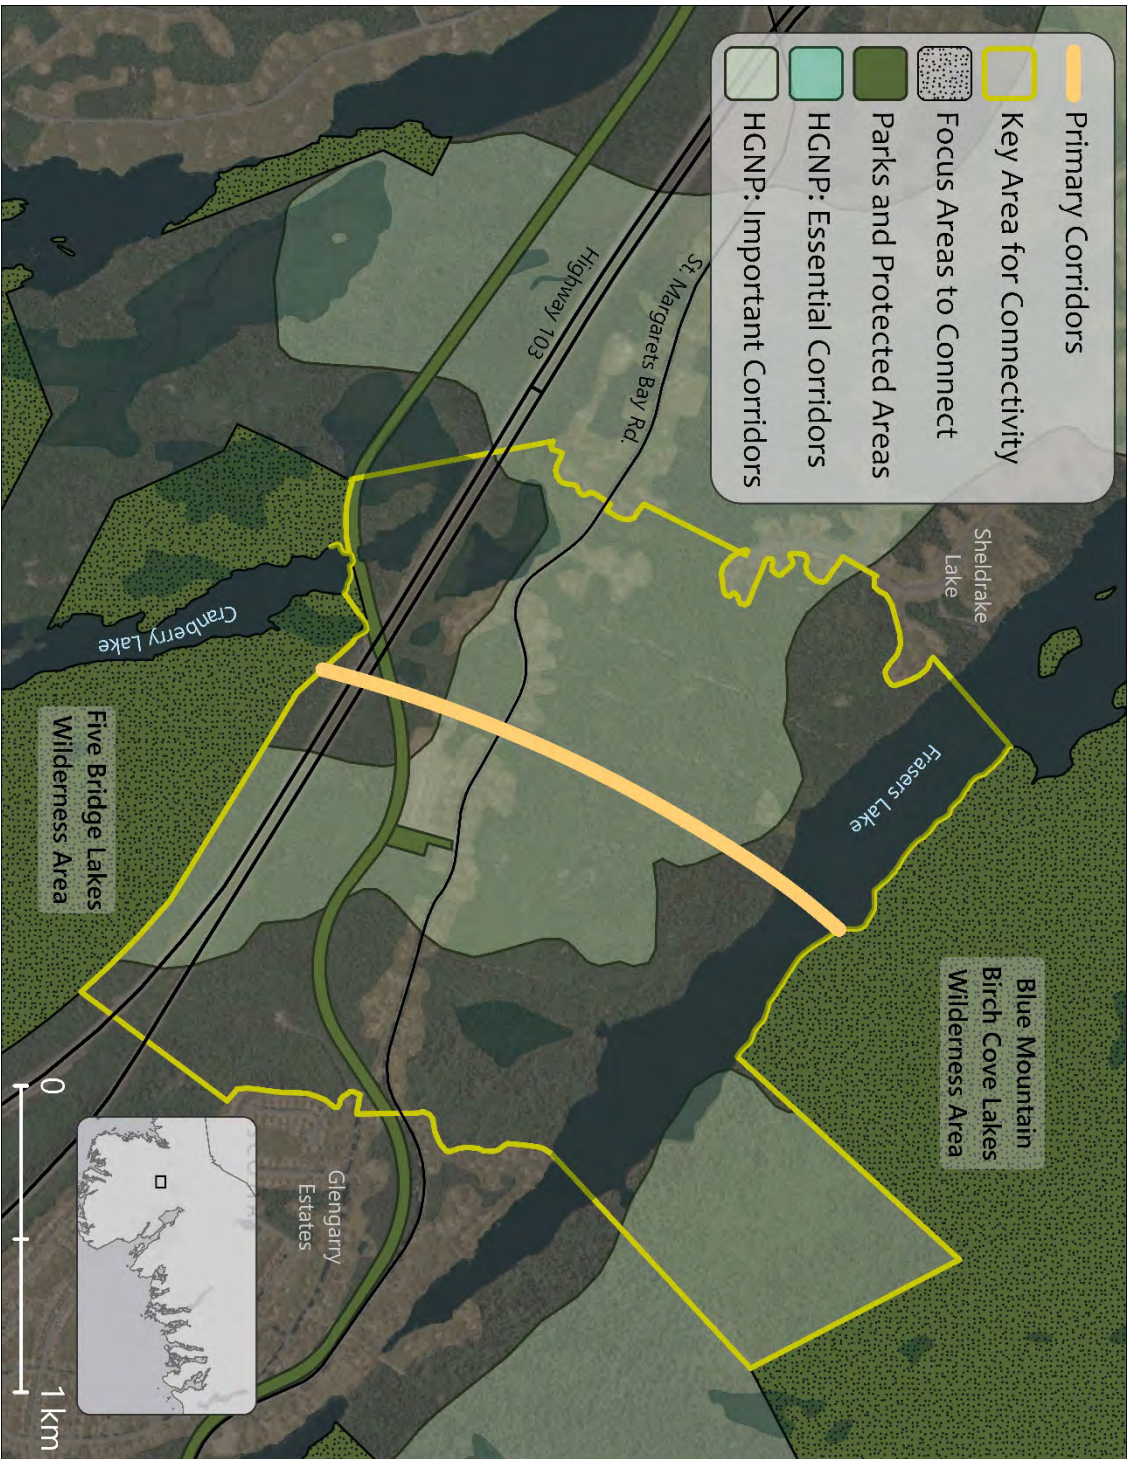 Primary Corridors
Key Area for Connectivity
Focus Areas to Connect
Parks and Protected Areas
HGNP: Essential Corridors
HGNP: Important Corridors
Sheldrake
Lake
Frasers Lake
Blue Mountain
Birch Cove Lakes
Wilderness Area
St. Margarets Bay Rd.
Highway 103
Cranberry Lake
Glengarry
Estates
Five Bridge Lakes
Wilderness Area
0
1 km